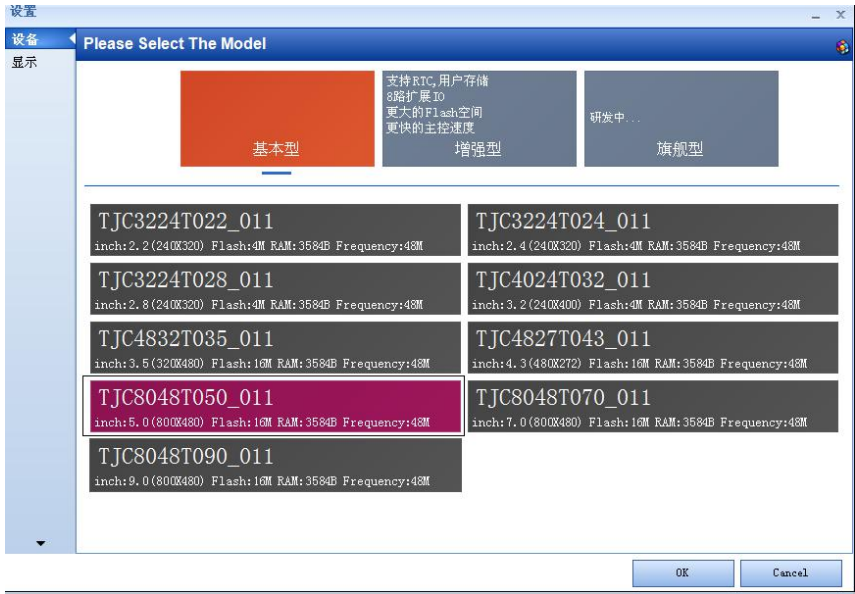 设置
设备
显示
Please Select The Model
基本型
支持RTC,用户存储
8路扩展IO
更大的Flash空间
更快的主控速度
增强型
研发中...
旗舰型
TJC3224T022_011
inch:2.2(240X320) Flash:4M RAM:3584B Frequency:48M
TJC3224T024_011
inch:2.4(240X320) Flash:4M RAM:3584B Frequency:48M
TJC3224T028_011
inch:2.8(240X320) Flash:4M RAM:3584B Frequency:48M
TJC4024T032_011
inch:3.2(240X400) Flash:4M RAM:3584B Frequency:48M
TJC4832T035_011
inch:3.5(320X480) Flash:16M RAM:3584B Frequency:48M
TJC4827T043_011
inch:4.3(480X272) Flash:16M RAM:3584B Frequency:48M
TJC8048T050_011
inch:5.0(800X480) Flash:16M RAM:3584B Frequency:48M
TJC8048T070_011
inch:7.0(800X480) Flash:16M RAM:3584B Frequency:48M
TJC8048T090_011
inch:9.0(800X480) Flash:16M RAM:3584B Frequency:48M
OK
Cancel